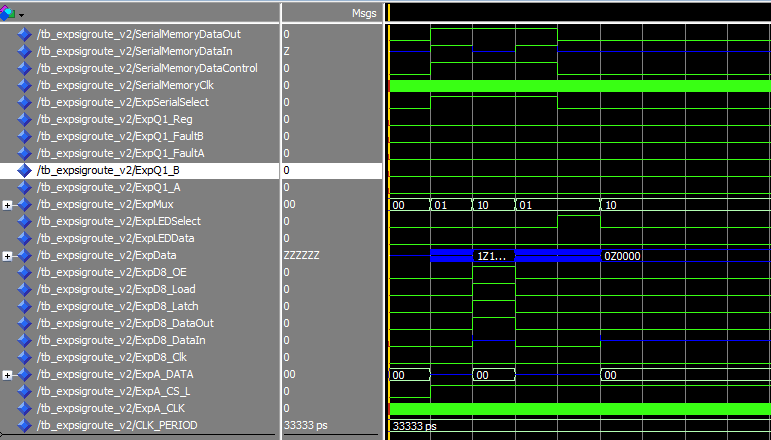 Msgs
/tb_expsigroute_v2/SerialMemoryDataOut 0
/tb_expsigroute_v2/SerialMemoryDataIn Z
/tb_expsigroute_v2/SerialMemoryDataControl 0
/tb_expsigroute_v2/SerialMemoryClk 0
/tb_expsigroute_v2/ExpSerialSelect 0
/tb_expsigroute_v2/ExpQ1_Reg 0
/tb_expsigroute_v2/ExpQ1_FaultB 0
/tb_expsigroute_v2/ExpQ1_FaultA 0
/tb_expsigroute_v2/ExpQ1_B 0
/tb_expsigroute_v2/ExpQ1_A 0
/tb_expsigroute_v2/ExpMux 00 00 01 10 01 10
/tb_expsigroute_v2/ExpLEDSelect 0
/tb_expsigroute_v2/ExpLEDData 0
/tb_expsigroute_v2/ExpData ZZZZZZ 1Z1... 0Z0000
/tb_expsigroute_v2/ExpD8_OE 0
/tb_expsigroute_v2/ExpD8_Load 0
/tb_expsigroute_v2/ExpD8_Latch 0
/tb_expsigroute_v2/ExpD8_DataOut 0
/tb_expsigroute_v2/ExpD8_DataIn 0
/tb_expsigroute_v2/ExpD8_Clk 0
/tb_expsigroute_v2/ExpA_DATA 00 00 00 00
/tb_expsigroute_v2/ExpA_CS_L 0
/tb_expsigroute_v2/ExpA_CLK 0
/tb_expsigroute_v2/CLK_PERIOD 33333 ps 33333 ps